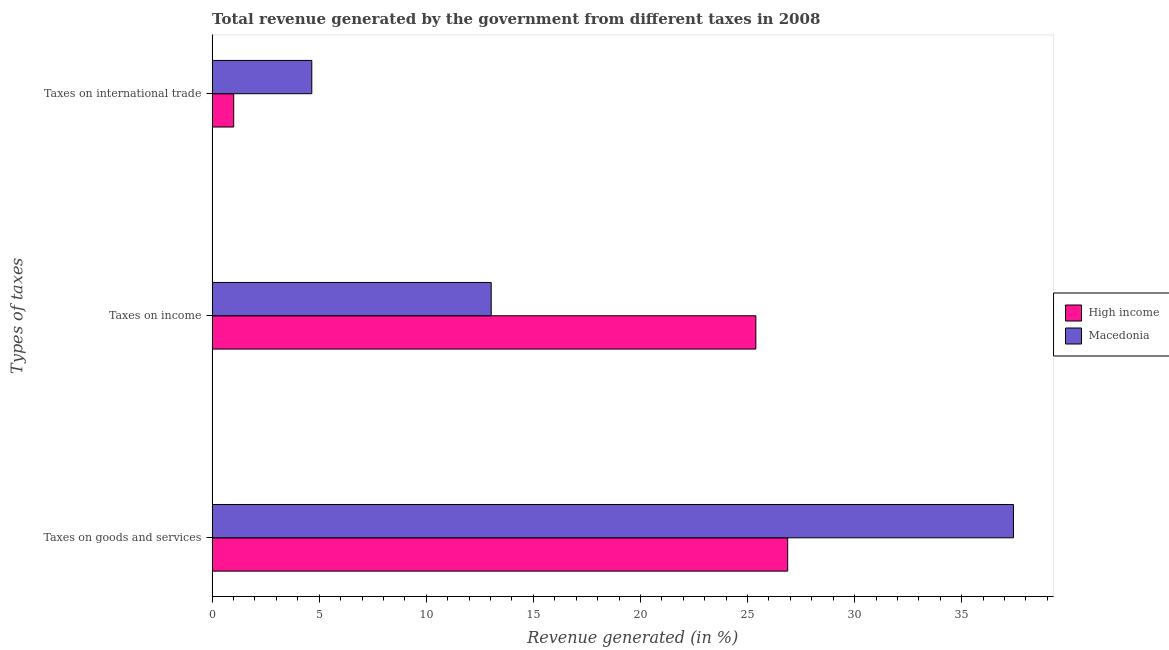 Total revenue generated by the government from different taxes in 2008
Types of taxes
Taxes on international trade
Taxes on income
Taxes on goods and services
High income
Macedonia
0
5
10
15
20
25
30
35
Revenue generated (in %)